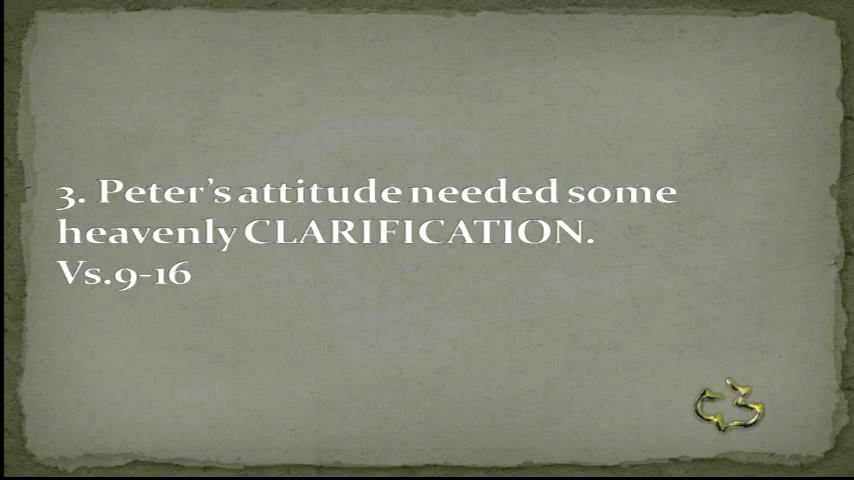 3. Peter’s attitude needed some
heavenly CLARIFICATION.
Vs.9-16